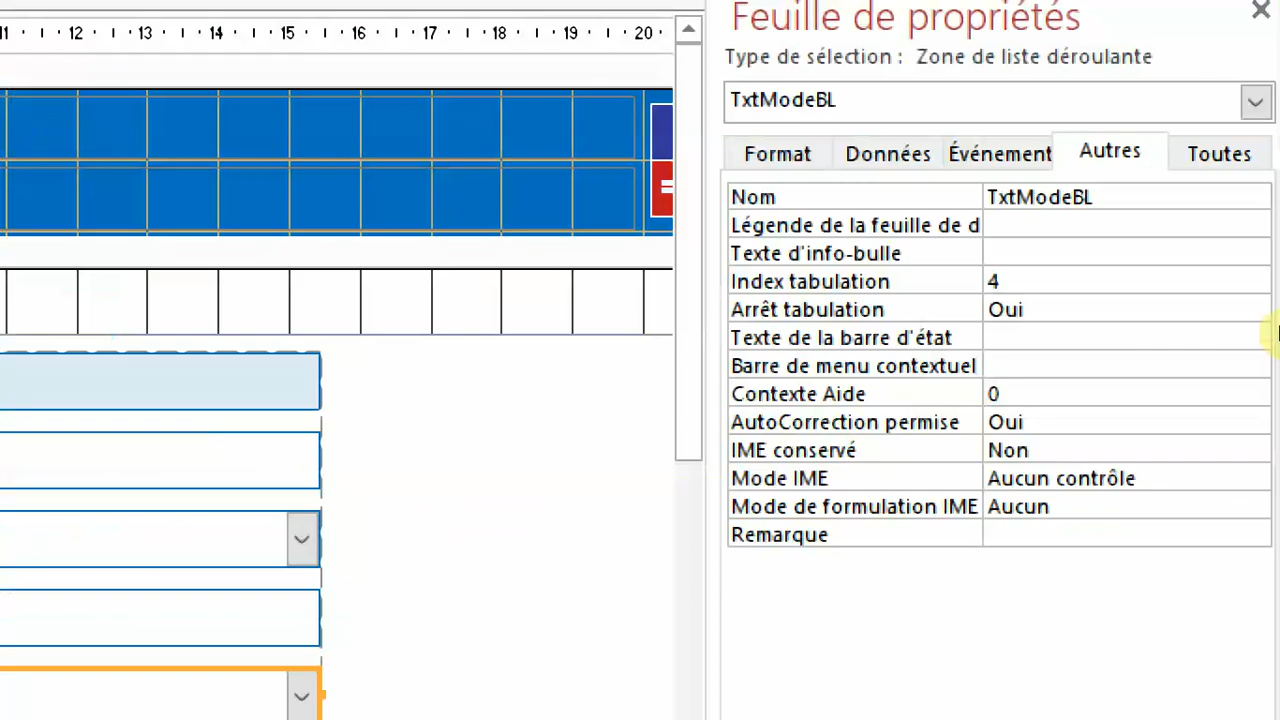 Feuille de propriétés
Type de sélection : Zone de liste déroulante
11 12 13 14 15 16 17 18 19 20
TxtModeBL
Format Données Événement Autres Toutes
Nom TxtModeBL
Légende de la feuille de d
Texte d'info-bulle
=
Index tabulation 4
Arrêt tabulation Oui
Texte de la barre d'état
Barre de menu contextuel
Contexte Aide 0
AutoCorrection permise Oui
IME conservé Non
Mode IME Aucun contrôle
Mode de formulation IME Aucun
Remarque